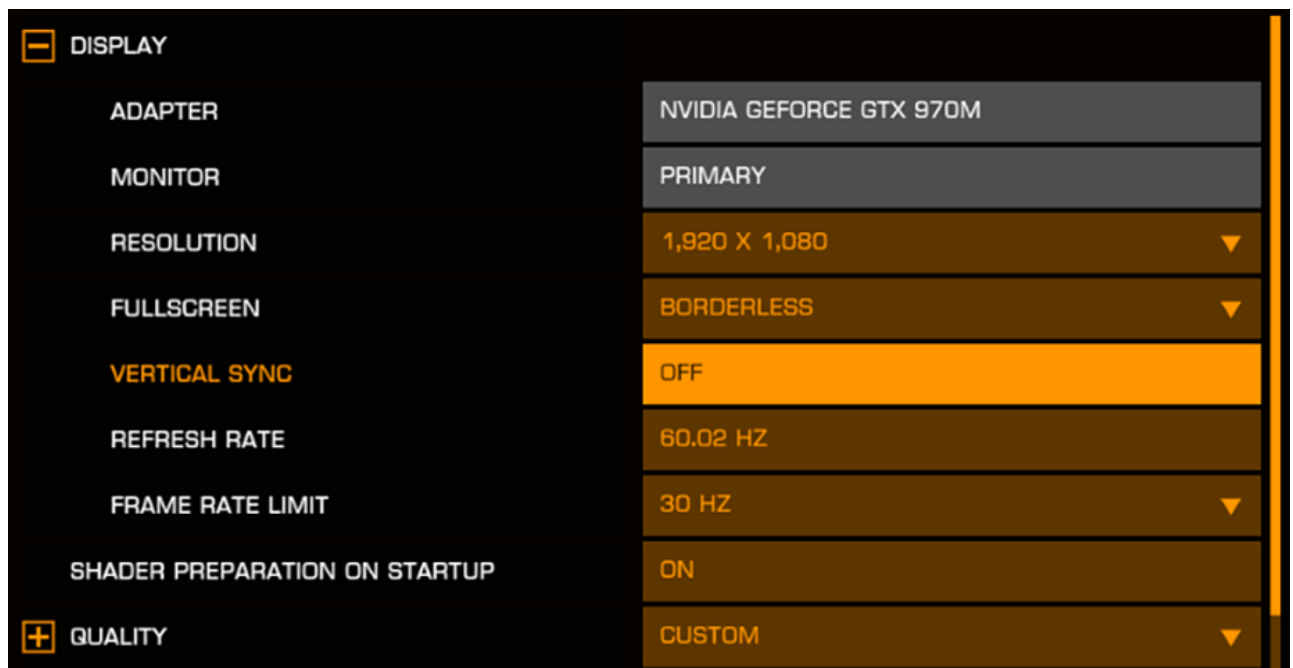 DISPLAY
ADAPTER NVIDIA GEFORCE GTX 970M
MONITOR PRIMARY
RESOLUTION 1,920 X 1,080
FULLSCREEN BORDERLESS
VERTICAL SYNC OFF
REFRESH RATE 60.02 HZ
FRAME RATE LIMIT 30 HZ
SHADER PREPARATION ON STARTUP ON
QUALITY CUSTOM